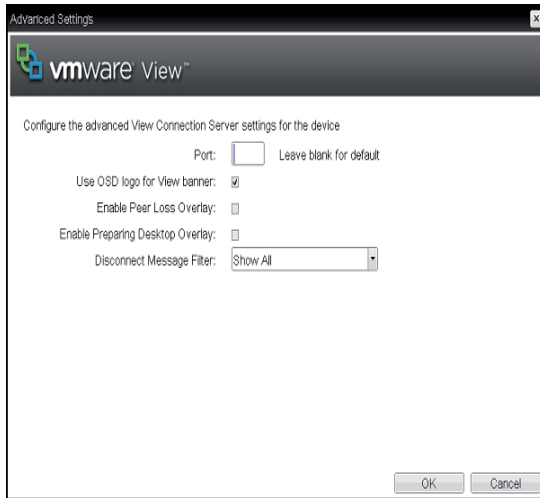 Advanced Settings
vmware View™
Configure the advanced View Connection Server settings for the device
Port: Leave blank for default
Use OSD logo for View banner:
Enable Peer Loss Overlay:
Enable Preparing Desktop Overlay:
Disconnect Message Filter: Show All
OK Cancel